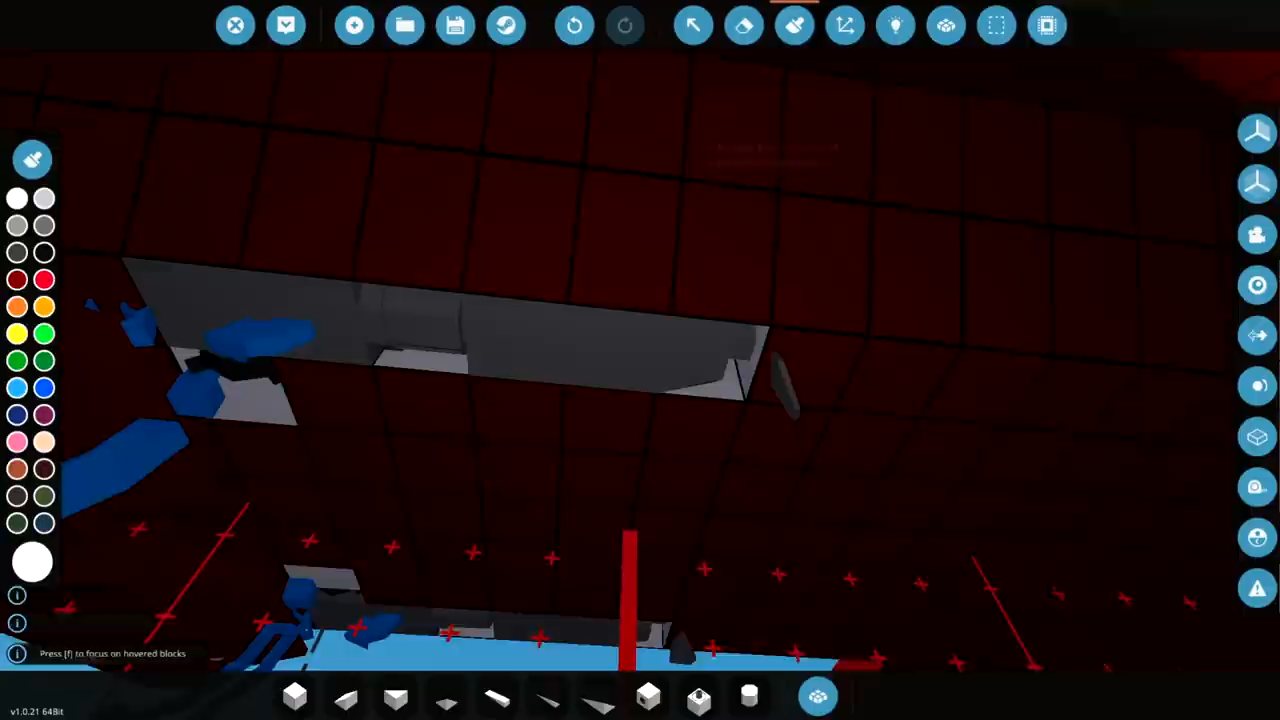 Press [f] to focus on hovered blocks
v1.0.21 64Bit